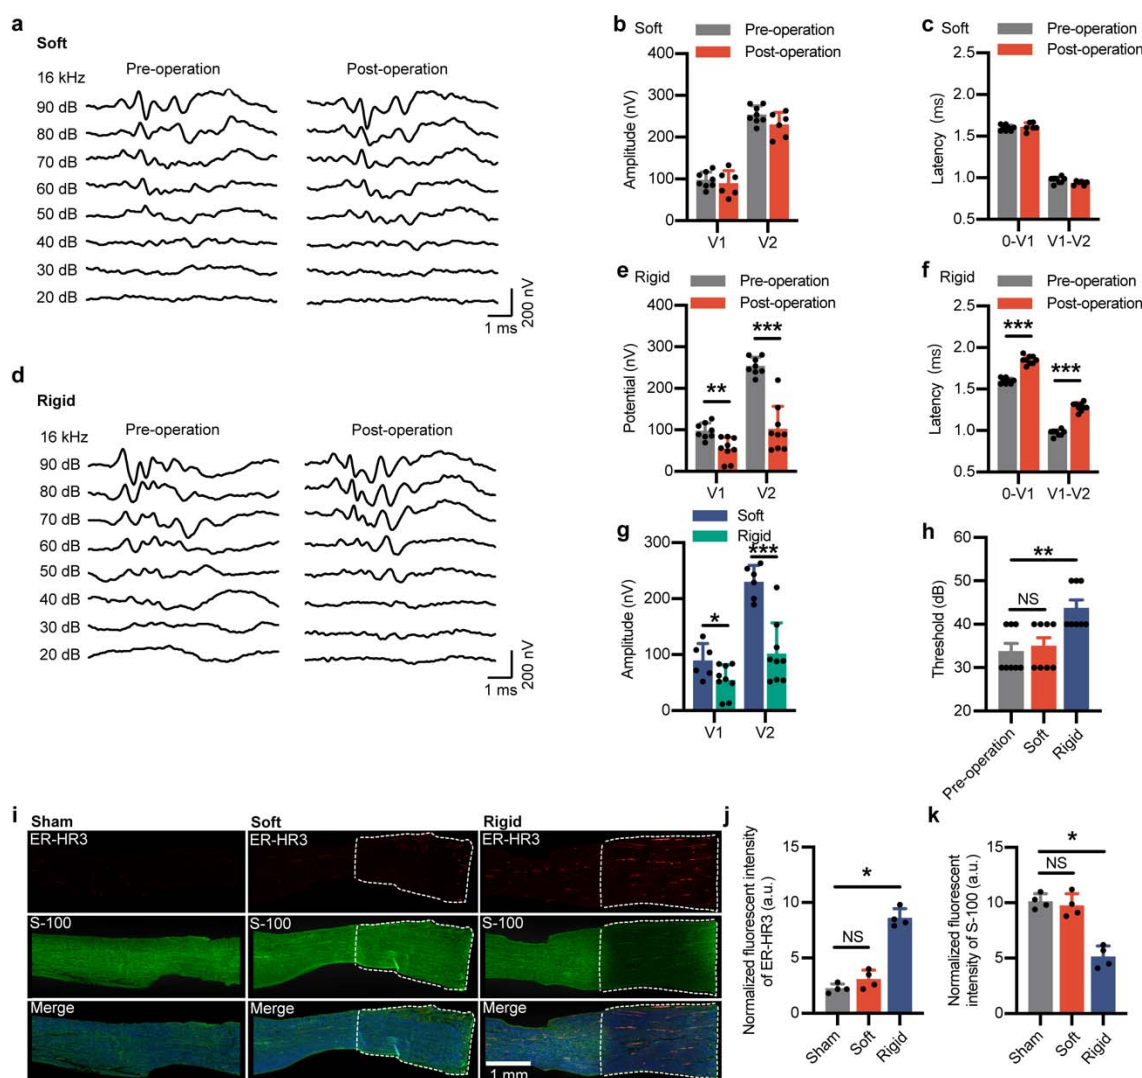 a
Soft
Pre-operation
Post-operation
16 kHz
90 dB
80 dB
70 dB
60 dB
50 dB
40 dB
30 dB
20 dB
200 nV
1 ms
b
Soft
Pre-operation
Post-operation
Amplitude (nV)
400
300
200
100
0
V1
V2
c
Soft
Pre-operation
Post-operation
Latency (ms)
2.5
2.0
1.5
1.0
0.5
0-V1
V1-V2
d
Rigid
Pre-operation
Post-operation
16 kHz
90 dB
80 dB
70 dB
60 dB
50 dB
40 dB
30 dB
20 dB
200 nV
1 ms
e
Rigid
Pre-operation
Post-operation
Potential (nV)
400
300
200
100
0
**
***
V1
V2
f
Rigid
Pre-operation
Post-operation
Latency (ms)
2.5
2.0
1.5
1.0
0.5
***
***
0-V1
V1-V2
g
Soft
Rigid
Amplitude (nV)
300
200
100
0
*
***
V1
V2
h
Threshold (dB)
60
50
40
30
20
**
NS
Pre-operation
Soft
Rigid
i
Sham
Soft
Rigid
ER-HR3
ER-HR3
ER-HR3
S-100
S-100
S-100
Merge
Merge
Merge
1 mm
j
Normalized fluorescent intensity
of ER-HR3 (a.u.)
15
10
5
0
*
NS
Sham
Soft
Rigid
k
Normalized fluorescent
intensity of S-100 (a.u.)
15
10
5
0
*
NS
Sham
Soft
Rigid